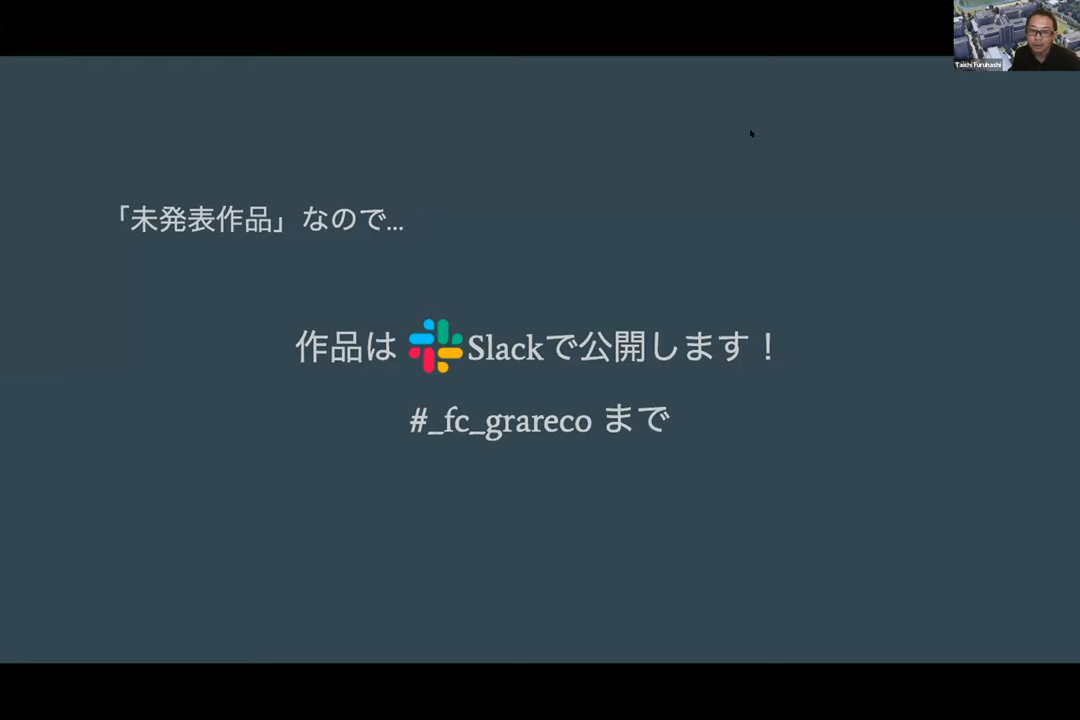 Taichi Furuhashi
「未発表作品」なので...
作品は Slackで公開します！
#_fc_grareco まで